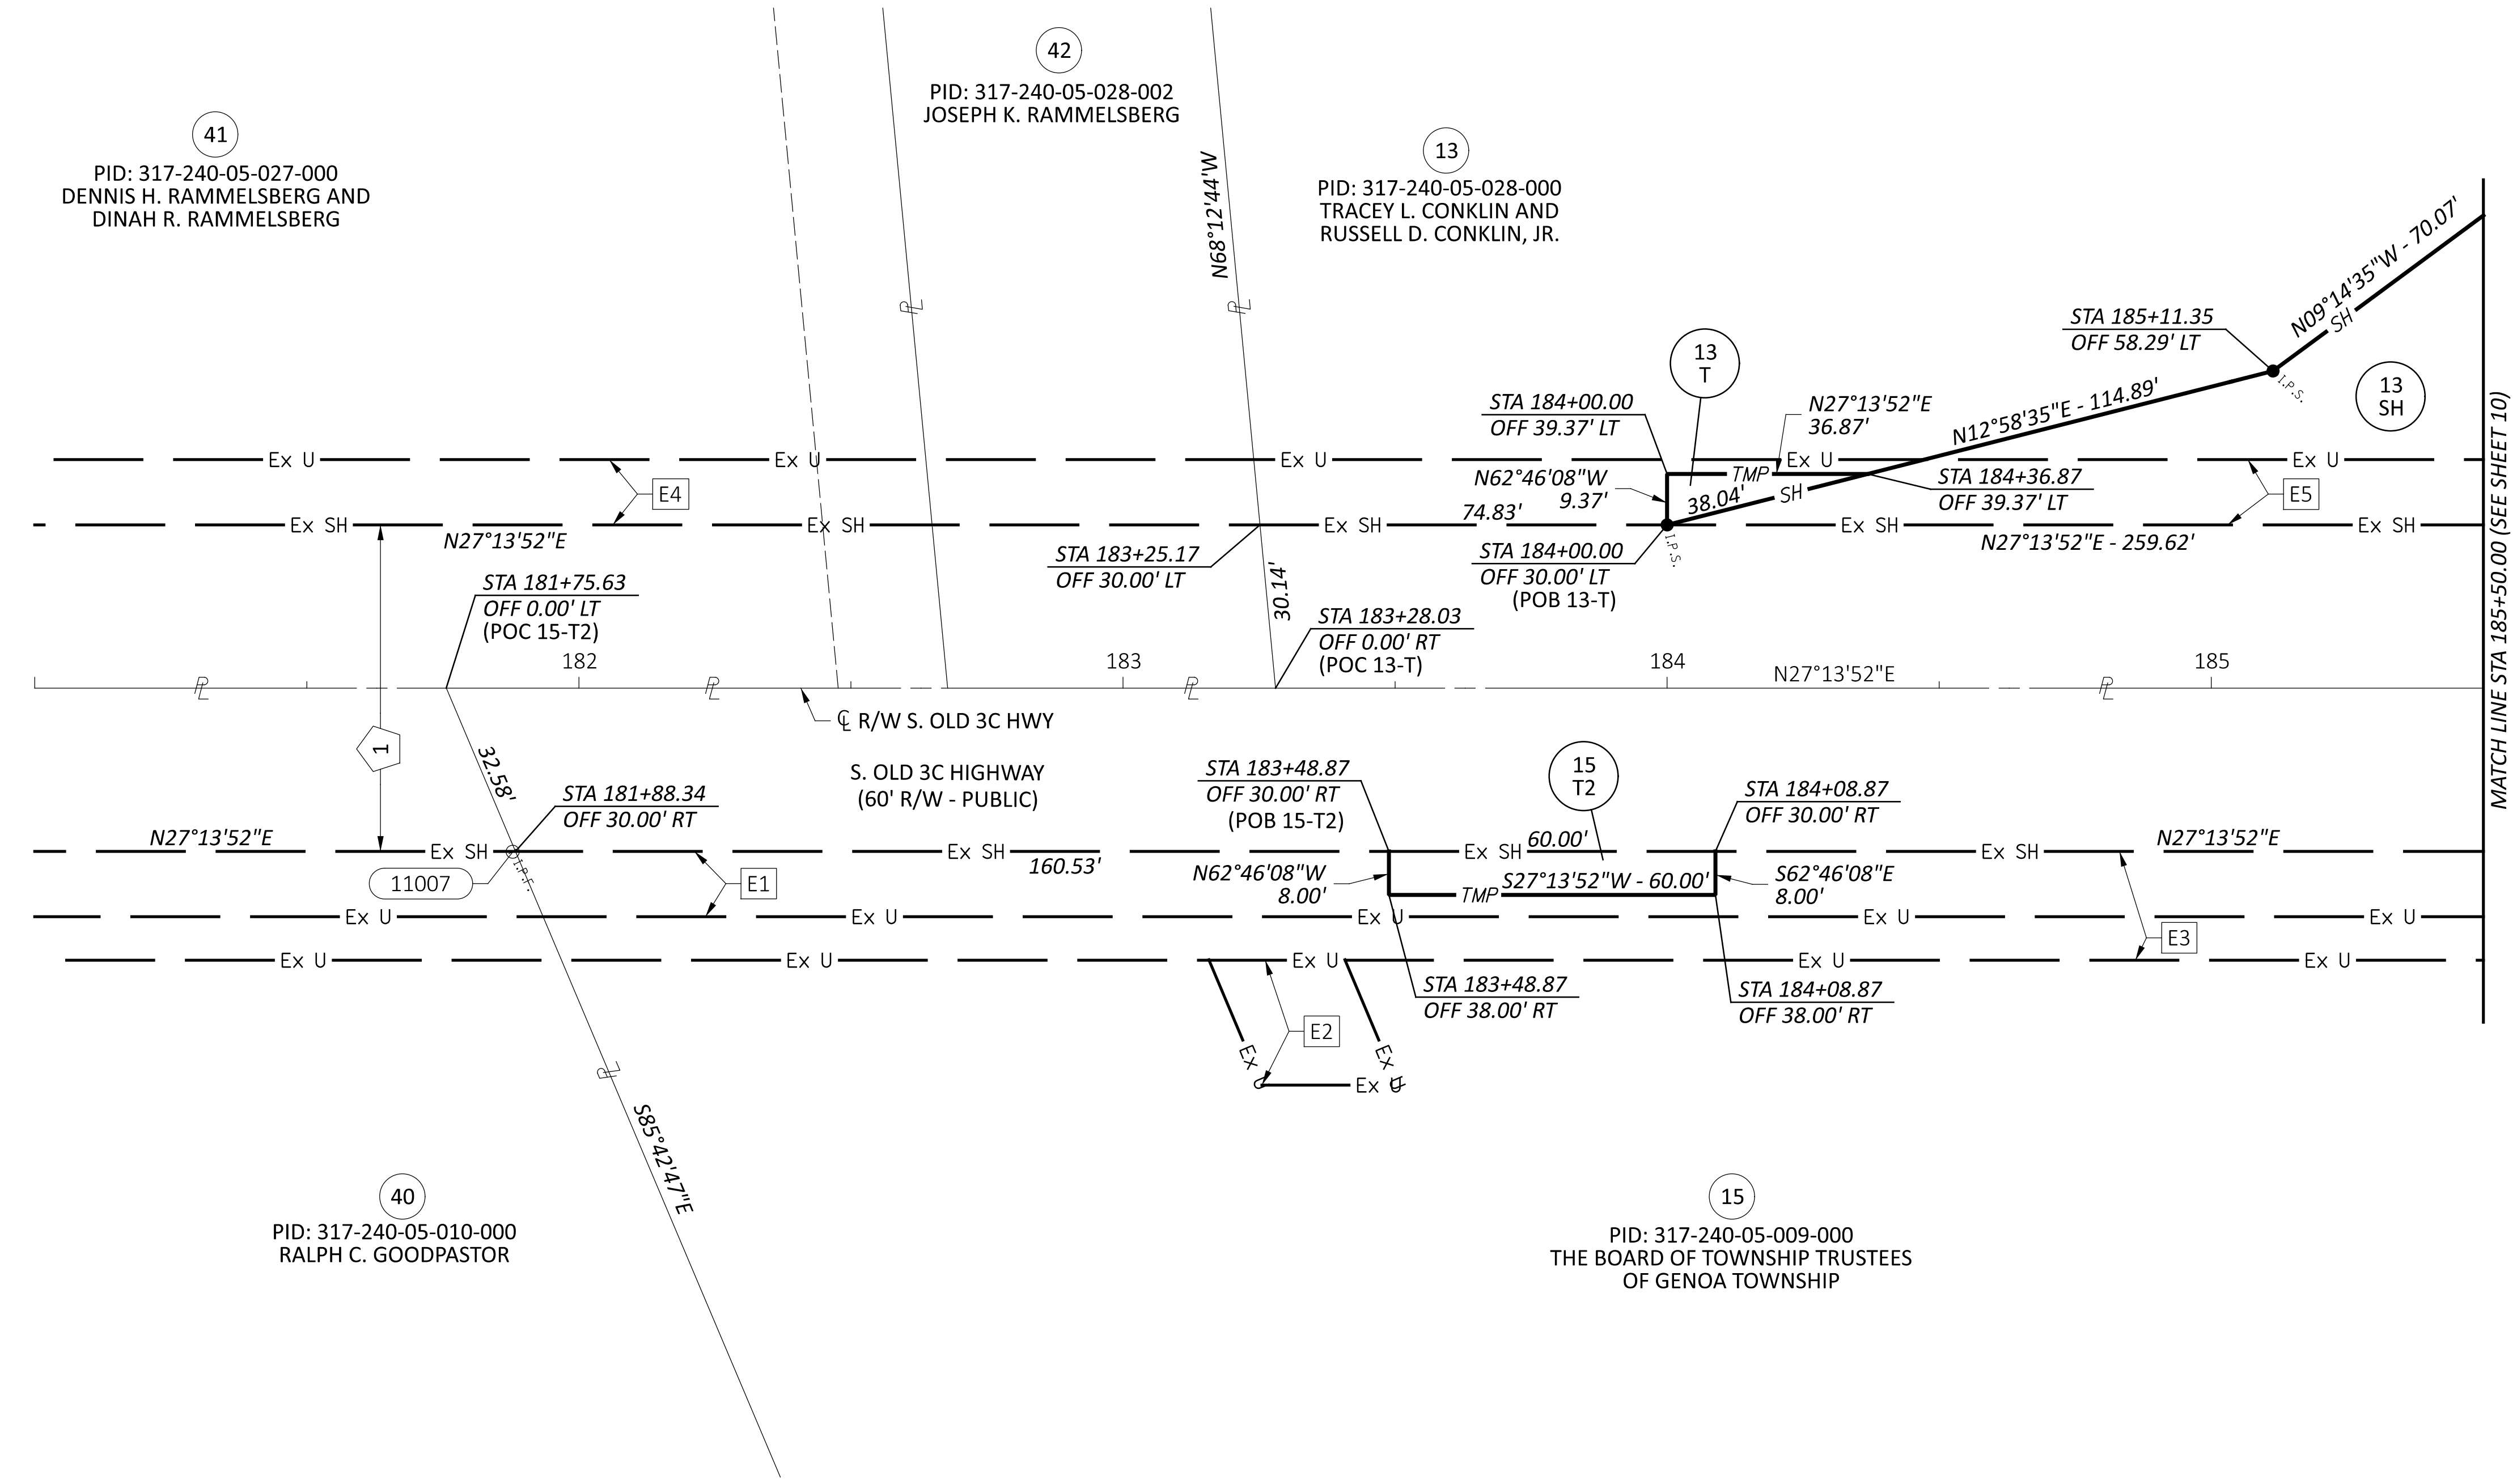 42
PID: 317-240-05-028-002
JOSEPH K. RAMMELSBERG
41
PID: 317-240-05-027-000
DENNIS H. RAMMELSBERG AND
DINAH R. RAMMELSBERG
13
PID: 317-240-05-028-000
TRACEY L. CONKLIN AND
RUSSELL D. CONKLIN, JR.
N68°12'44"W
PL
PL
N09°14'35"W - 70.07'
SH
STA 185+11.35
OFF 58.29' LT
I.P.S.
13
SH
13
T
STA 184+00.00
OFF 39.37' LT
N27°13'52"E
36.87'
N12°58'35"E - 114.89'
Ex U
Ex U
Ex U
Ex U
Ex U
E4
N62°46'08"W
9.37'
TMP
38.04'
SH
STA 184+36.87
OFF 39.37' LT
E5
74.83'
Ex SH
Ex SH
Ex SH
Ex SH
Ex SH
N27°13'52"E
N27°13'52"E - 259.62'
STA 183+25.17
OFF 30.00' LT
STA 184+00.00
OFF 30.00' LT
(POB 13-T)
I.P.S.
STA 181+75.63
OFF 0.00' LT
(POC 15-T2)
30.14'
STA 183+28.03
OFF 0.00' RT
(POC 13-T)
182
183
184
185
N27°13'52"E
PL
PL
PL
PL
MATCH LINE STA 185+50.00 (SEE SHEET 10)
1
CL R/W S. OLD 3C HWY
S. OLD 3C HIGHWAY
(60' R/W - PUBLIC)
32.58'
STA 181+88.34
OFF 30.00' RT
STA 183+48.87
OFF 30.00' RT
(POB 15-T2)
15
T2
STA 184+08.87
OFF 30.00' RT
N27°13'52"E
Ex SH
Ex SH
160.53'
Ex SH
60.00'
Ex SH
N27°13'52"E
11007
I.P.F.
E1
N62°46'08"W
8.00'
TMP
S27°13'52"W - 60.00'
S62°46'08"E
8.00'
Ex U
Ex U
Ex U
Ex U
Ex U
E3
Ex U
Ex U
Ex U
Ex U
Ex U
STA 183+48.87
OFF 38.00' RT
STA 184+08.87
OFF 38.00' RT
E2
Ex U
Ex U
Ex U
PL
S85°42'47"E
40
PID: 317-240-05-010-000
RALPH C. GOODPASTOR
15
PID: 317-240-05-009-000
THE BOARD OF TOWNSHIP TRUSTEES
OF GENOA TOWNSHIP